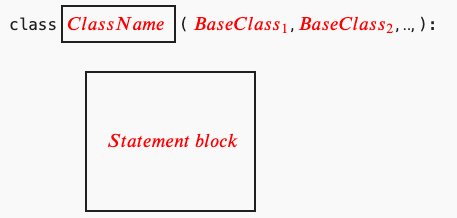 class ClassName ( BaseClass1, BaseClass2,..,):
Statement block